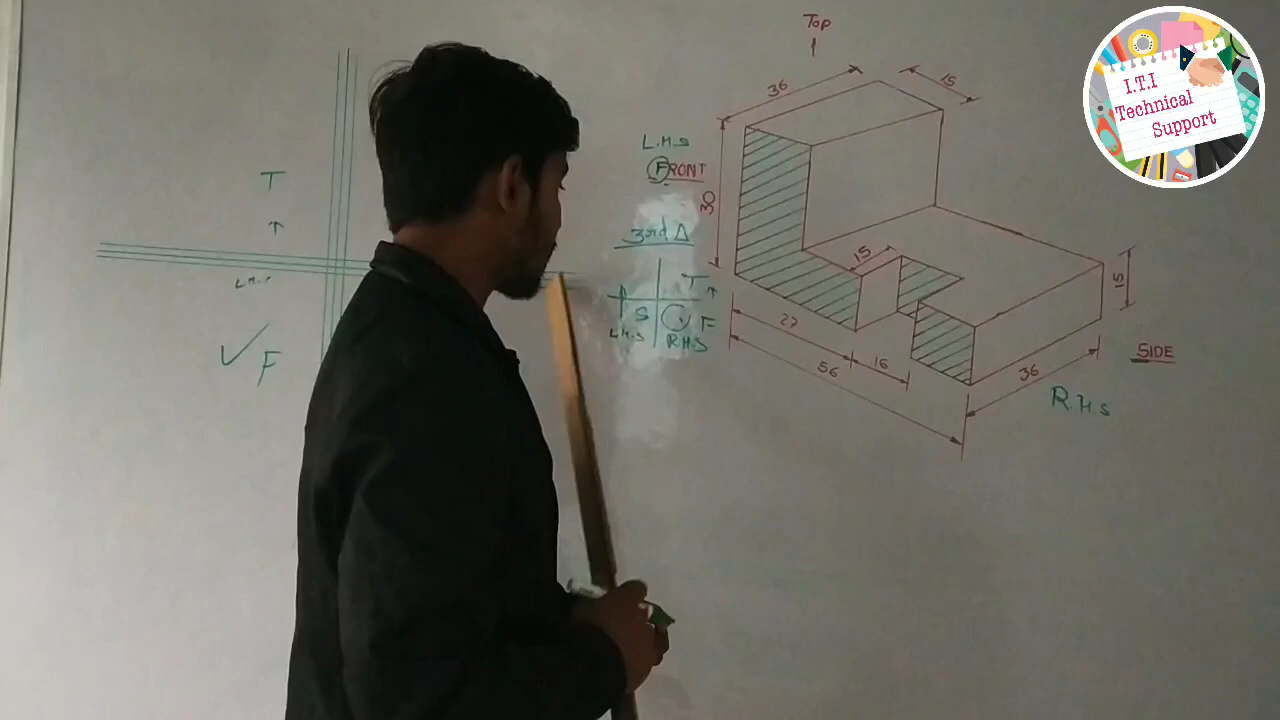 Top
36
15
L.H.S
FRONT
30
3rd Δ
T
S
F
L.H.S
R.H.S
15
15
27
16
56
36
SIDE
R.H.S
T
L.H.S
F
I.T.I
Technical
Support